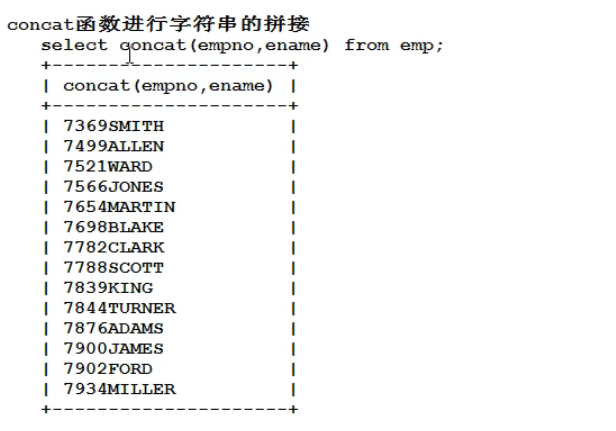 concat函数进行字符串的拼接
select concat(empno,ename) from emp;
+---------------------+
| concat(empno,ename) |
+---------------------+
| 7369SMITH           |
| 7499ALLEN           |
| 7521WARD            |
| 7566JONES           |
| 7654MARTIN          |
| 7698BLAKE           |
| 7782CLARK           |
| 7788SCOTT           |
| 7839KING            |
| 7844TURNER          |
| 7876ADAMS           |
| 7900JAMES           |
| 7902FORD            |
| 7934MILLER          |
+---------------------+